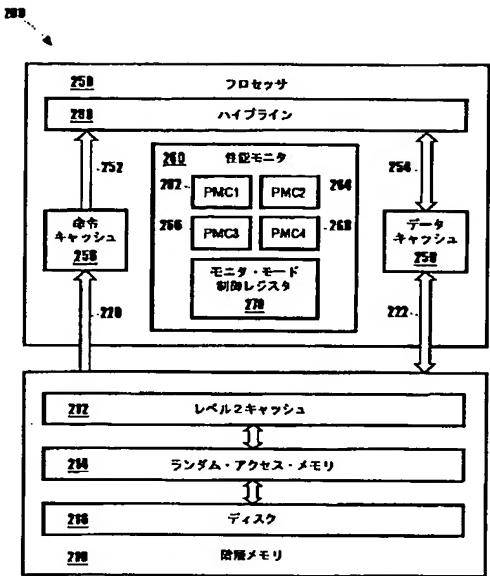 200
250 プロセッサ
280 パイプライン
252
254
260 性能モニタ
262 PMC1 PMC2 264
266 PMC3 PMC4 268
命令
キャッシュ
256
データ
キャッシュ
258
モニタ・モード
制御レジスタ
270
220
222
212 レベル2キャッシュ
214 ランダム・アクセス・メモリ
216 ディスク
210 階層メモリ